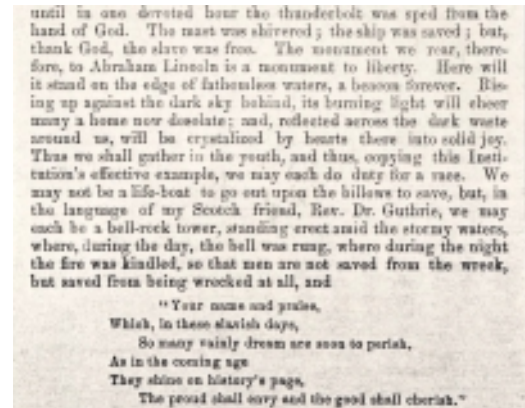 until in one devoted hour the thunderbolt was sped from the
hand of God. The mast was shivered; the ship was saved; but,
thank God, the slave was free. The monument we rear, there-
fore, to Abraham Lincoln is a monument to liberty. Here will
it stand on the edge of fathomless waters, a beacon forever. Ris-
ing up against the dark sky behind, its burning light will cheer
many a home now desolate; and, reflected across the dark waste
around us, will be crystalized by hearts there into solid joy.
Thus we shall gather in the youth, and thus, copying this Insti-
tution's effective example, we may each do duty for a race. We
may not be a life-boat to go out upon the billows to save, but, in
the language of my Scotch friend, Rev. Dr. Guthrie, we may
each be a bell-rock tower, standing erect amid the stormy waters,
where, during the day, the bell was rung, where during the night
the fire was kindled, so that men are not saved from the wreck,
but saved from being wrecked at all, and
"Your name and praise,
Which, in these slavish days,
So many vainly dream are soon to perish,
As in the coming age
They shine on history's page,
The proud shall envy and the good shall cherish."